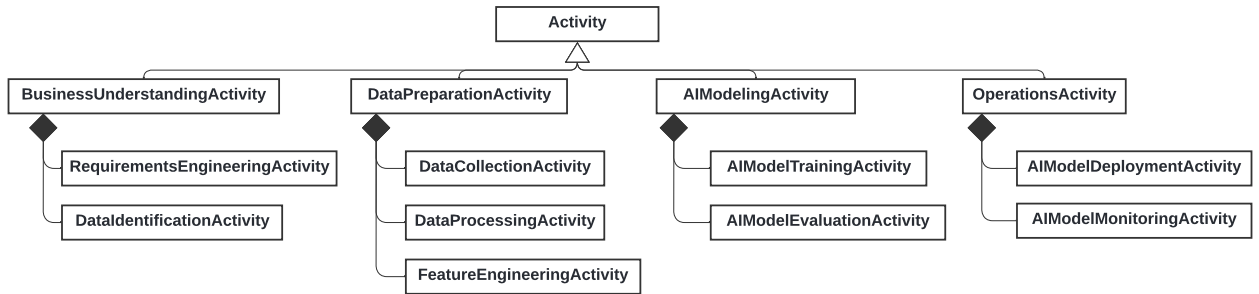 Activity
BusinessUnderstandingActivity
DataPreparationActivity
AIModelingActivity
OperationsActivity
RequirementsEngineeringActivity
DataCollectionActivity
AIModelTrainingActivity
AIModelDeploymentActivity
DataIdentificationActivity
DataProcessingActivity
AIModelEvaluationActivity
AIModelMonitoringActivity
FeatureEngineeringActivity